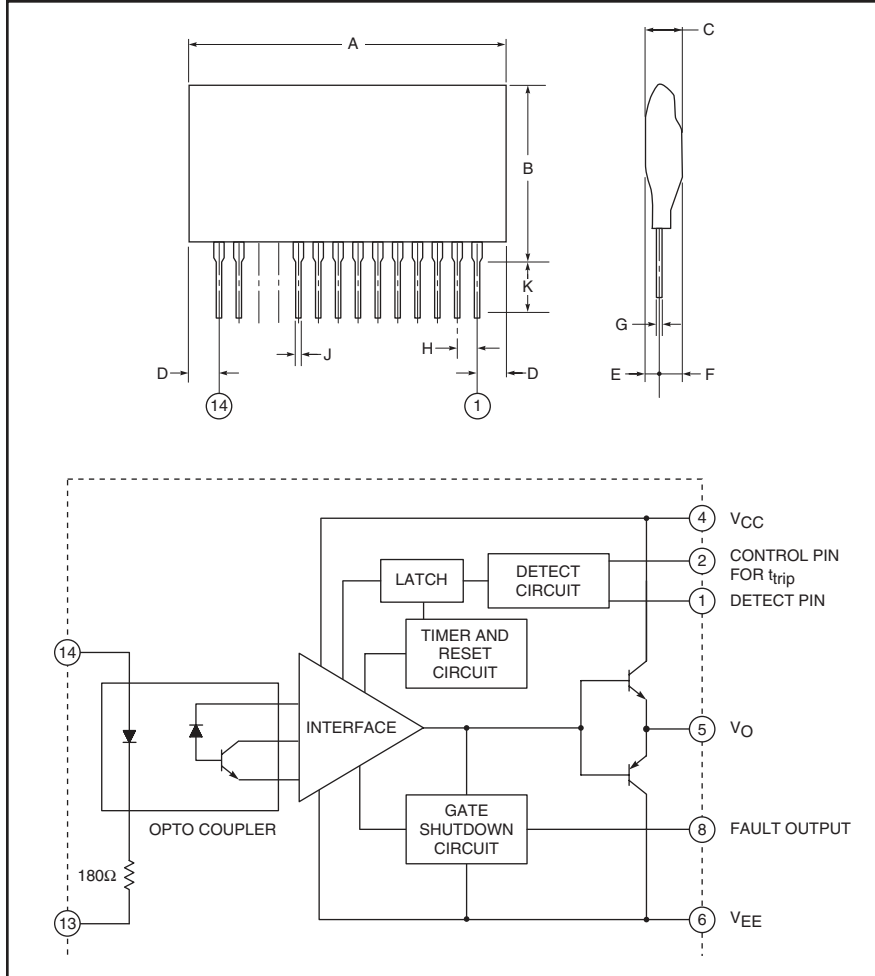 A
C
B
K
G
J
H
D
D
E
F
14
1
4
VCC
2
CONTROL PIN
FOR ttrip
1
DETECT PIN
LATCH
DETECT
CIRCUIT
TIMER AND
RESET
CIRCUIT
14
INTERFACE
5
VO
OPTO COUPLER
GATE
SHUTDOWN
CIRCUIT
8
FAULT OUTPUT
180Ω
13
6
VEE